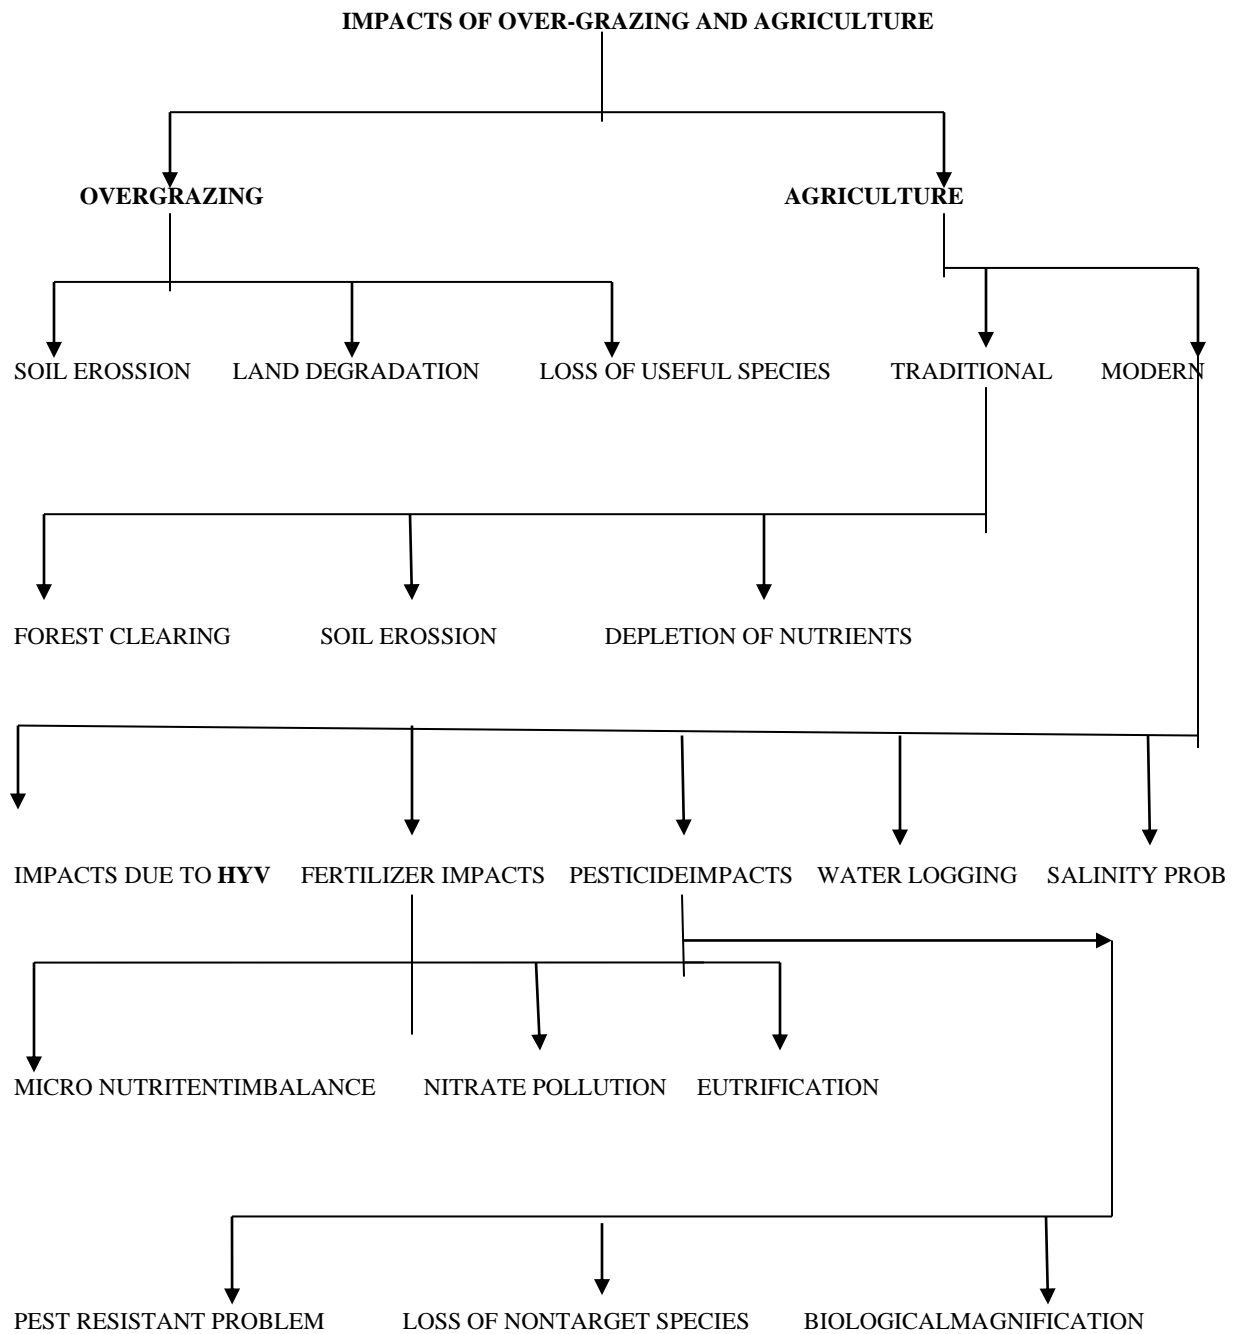 IMPACTS OF OVER-GRAZING AND AGRICULTURE
OVERGRAZING AGRICULTURE
SOIL EROSSION LAND DEGRADATION LOSS OF USEFUL SPECIES TRADITIONAL MODERN
FOREST CLEARING SOIL EROSSION DEPLETION OF NUTRIENTS
IMPACTS DUE TO HYV FERTILIZER IMPACTS PESTICIDEIMPACTS WATER LOGGING SALINITY PROB
MICRO NUTRITENTIMBALANCE NITRATE POLLUTION EUTRIFICATION
PEST RESISTANT PROBLEM LOSS OF NONTARGET SPECIES BIOLOGICALMAGNIFICATION